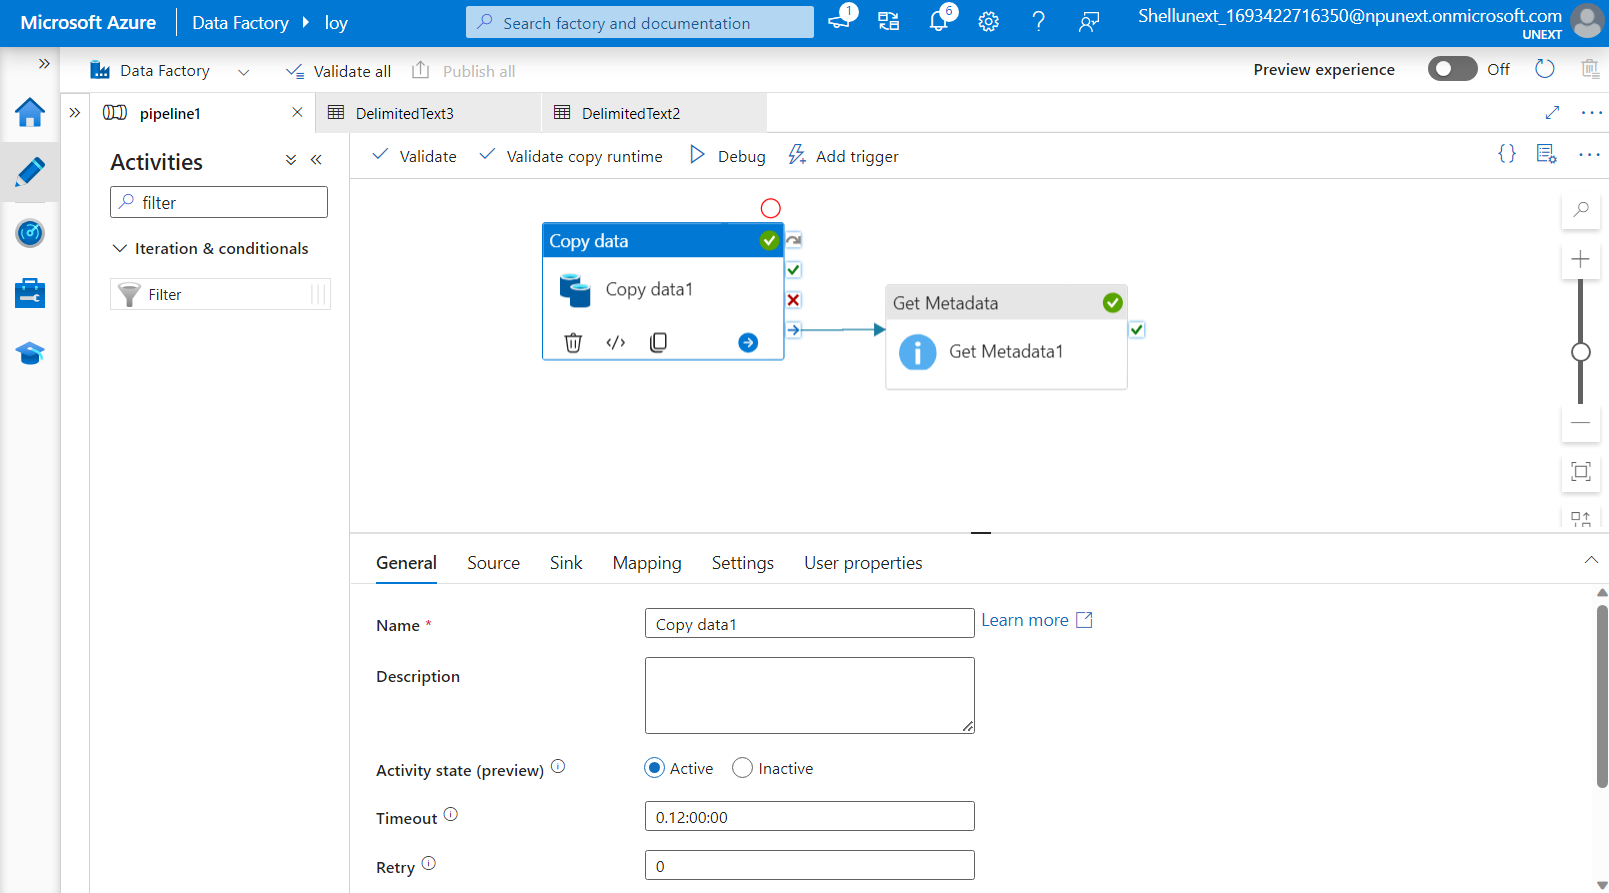 Microsoft Azure
Data Factory
loy
Search factory and documentation
1
6
Shellunext_1693422716350@npunext.onmicrosoft.com
UNEXT
Data Factory
Validate all
Publish all
Preview experience
Off
pipeline1
DelimitedText3
DelimitedText2
Activities
filter
Iteration & conditionals
Filter
Validate
Validate copy runtime
Debug
Add trigger
Copy data
Copy data1
Get Metadata
Get Metadata1
General
Source
Sink
Mapping
Settings
User properties
Name *
Copy data1
Learn more
Description
Activity state (preview)
Active
Inactive
Timeout
0.12:00:00
Retry
0